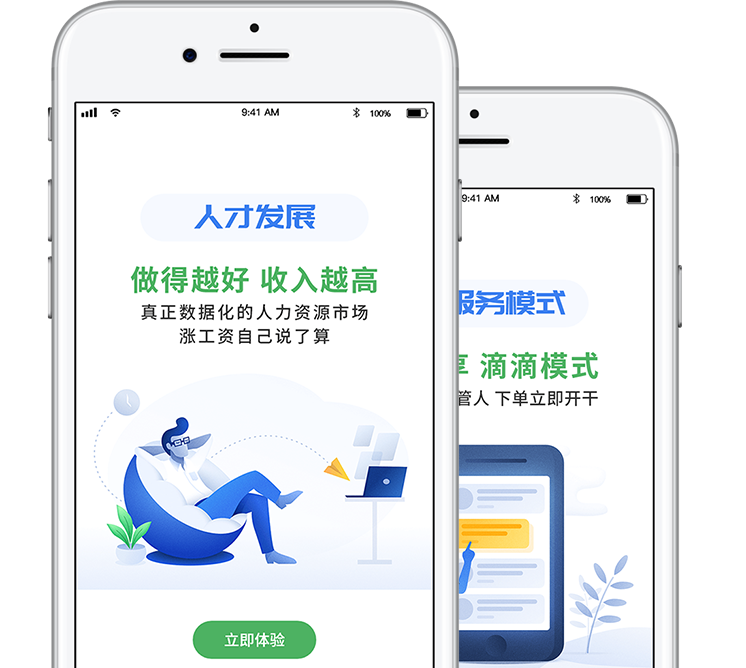 9:41 AM
100%
人才发展
做得越好 收入越高
真正数据化的人力资源市场
涨工资自己说了算
立即体验
9:41 AM
100%
服务模式
享 滴滴模式
管人 下单立即开干